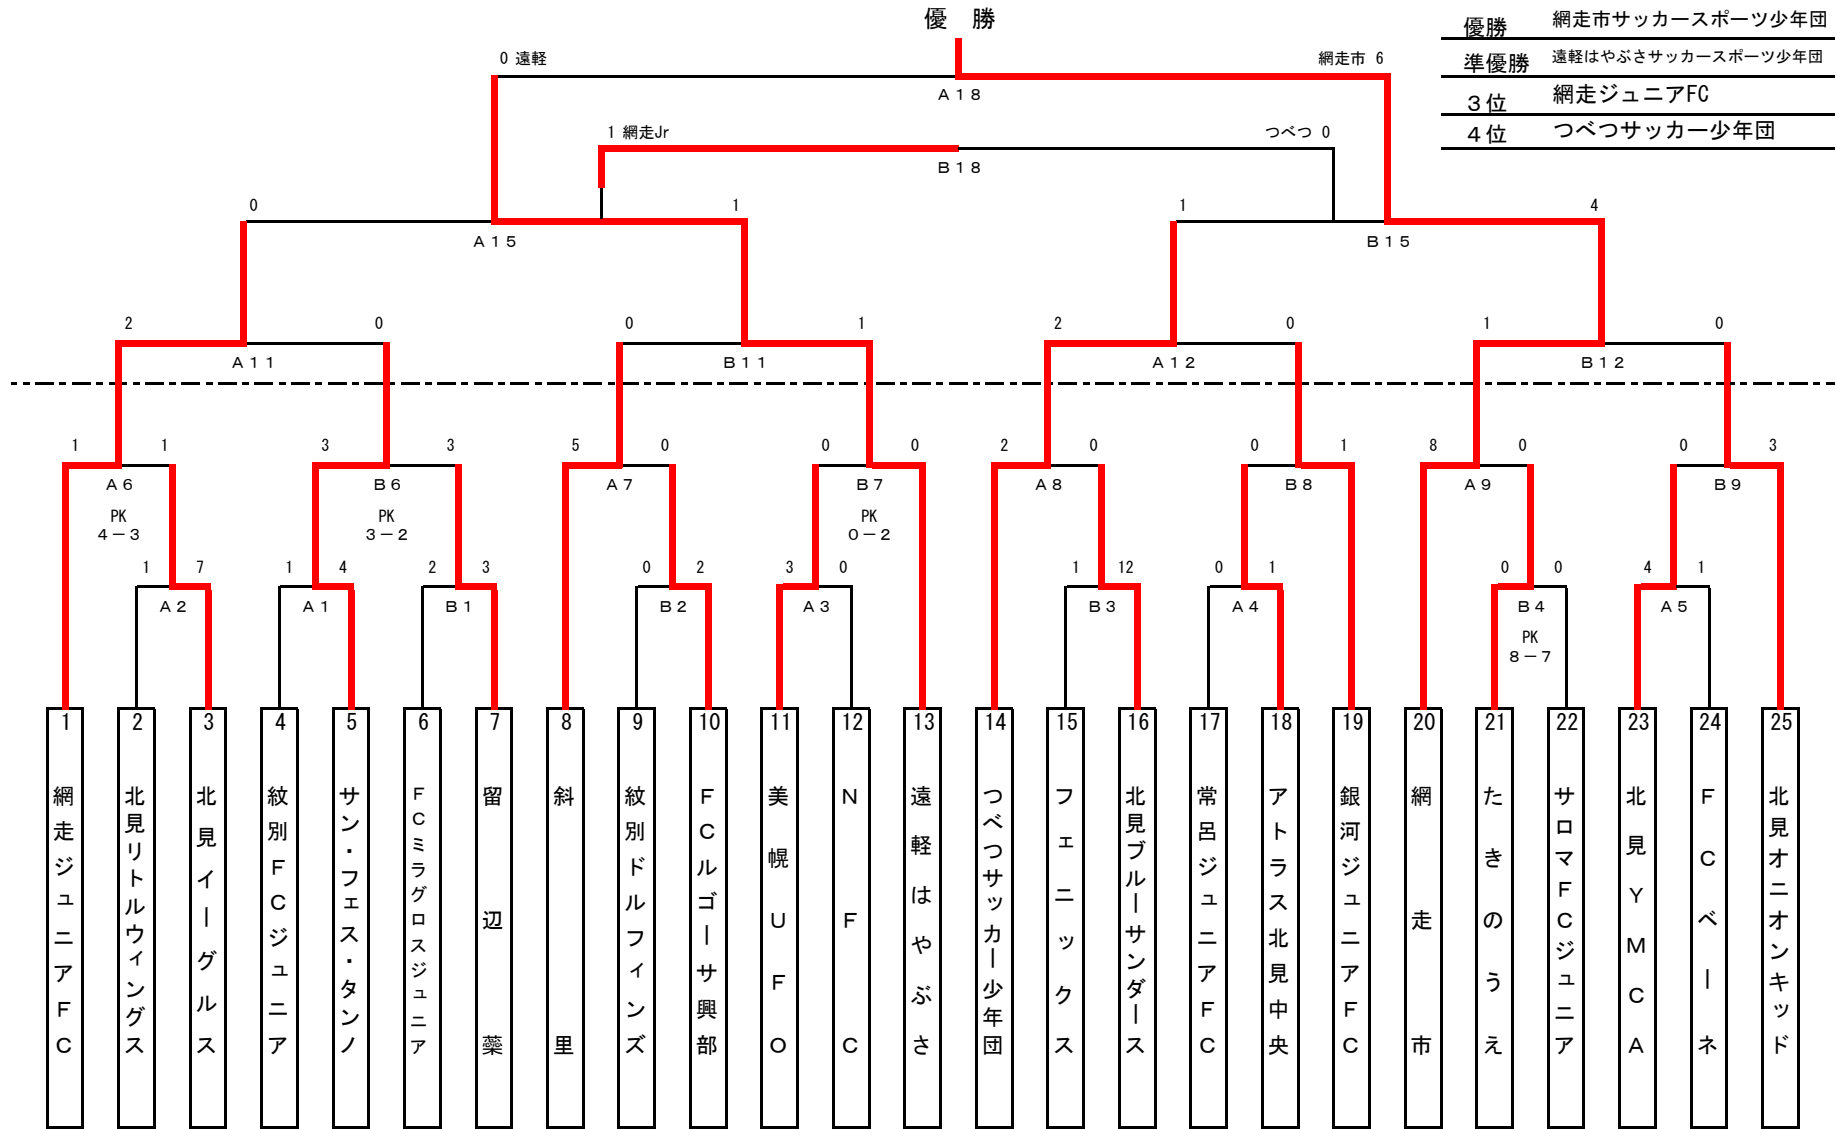 優　勝
優勝　網走市サッカースポーツ少年団
準優勝　遠軽はやぶさサッカースポーツ少年団
３位　網走ジュニアFC
４位　つべつサッカー少年団
0 遠軽　網走市 6
Ａ１８
1 網走Jr　つべつ 0
Ｂ１８
0　1　1　4
Ａ１５　Ｂ１５
2　0　0　1　2　0　1　0
Ａ１１　Ｂ１１　Ａ１２　Ｂ１２
1　1　3　3　5　0　0　0　2　0　0　1　8　0　0　3
Ａ６　Ｂ６　Ａ７　Ｂ７　Ａ８　Ｂ８　Ａ９　Ｂ９
PK　PK　PK
４－３　３－２　０－２
1　7　1　4　2　3　0　2　3　0　1　12　0　1　0　0　4　1
Ａ２　Ａ１　Ｂ１　Ｂ２　Ａ３　Ｂ３　Ａ４　Ｂ４　Ａ５
PK
８－７
1　網走ジュニアＦＣ
2　北見リトルウィングス
3　北見イーグルス
4　紋別ＦＣジュニア
5　サン・フェス・タンノ
6　ＦＣミラグロスジュニア
7　留辺蘂
8　斜里
9　紋別ドルフィンズ
10　ＦＣルゴーサ興部
11　美幌ＵＦＯ
12　ＮＦＣ
13　遠軽はやぶさ
14　つべつサッカー少年団
15　フェニックス
16　北見ブルーサンダース
17　常呂ジュニアＦＣ
18　アトラス北見中央
19　銀河ジュニアＦＣ
20　網走市
21　たきのうえ
22　サロマＦＣジュニア
23　北見ＹＭＣＡ
24　ＦＣベーネ
25　北見オニオンキッド